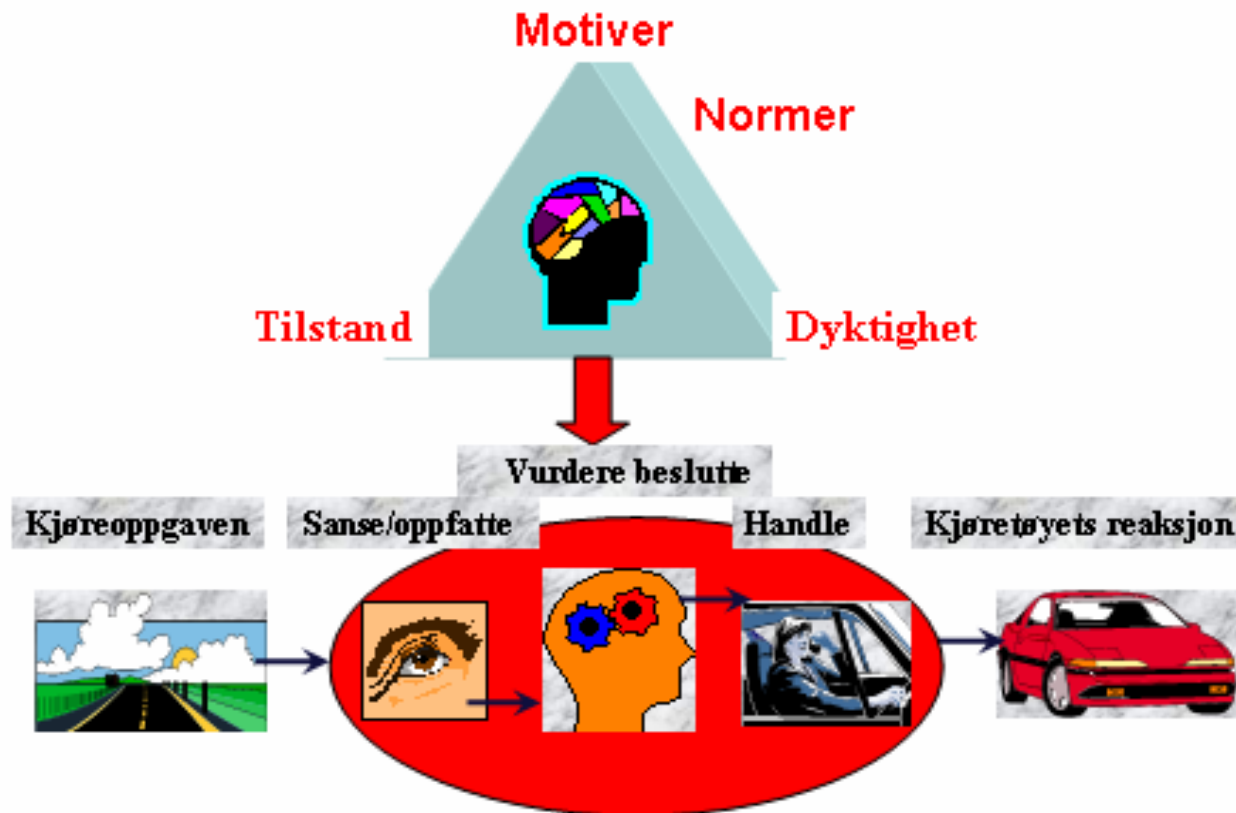 Motiver
Normer
Tilstand
Dyktighet
Vurdere beslutte
Kjøreoppgaven
Sanse/oppfatte
Handle
Kjøretøyets reaksjon